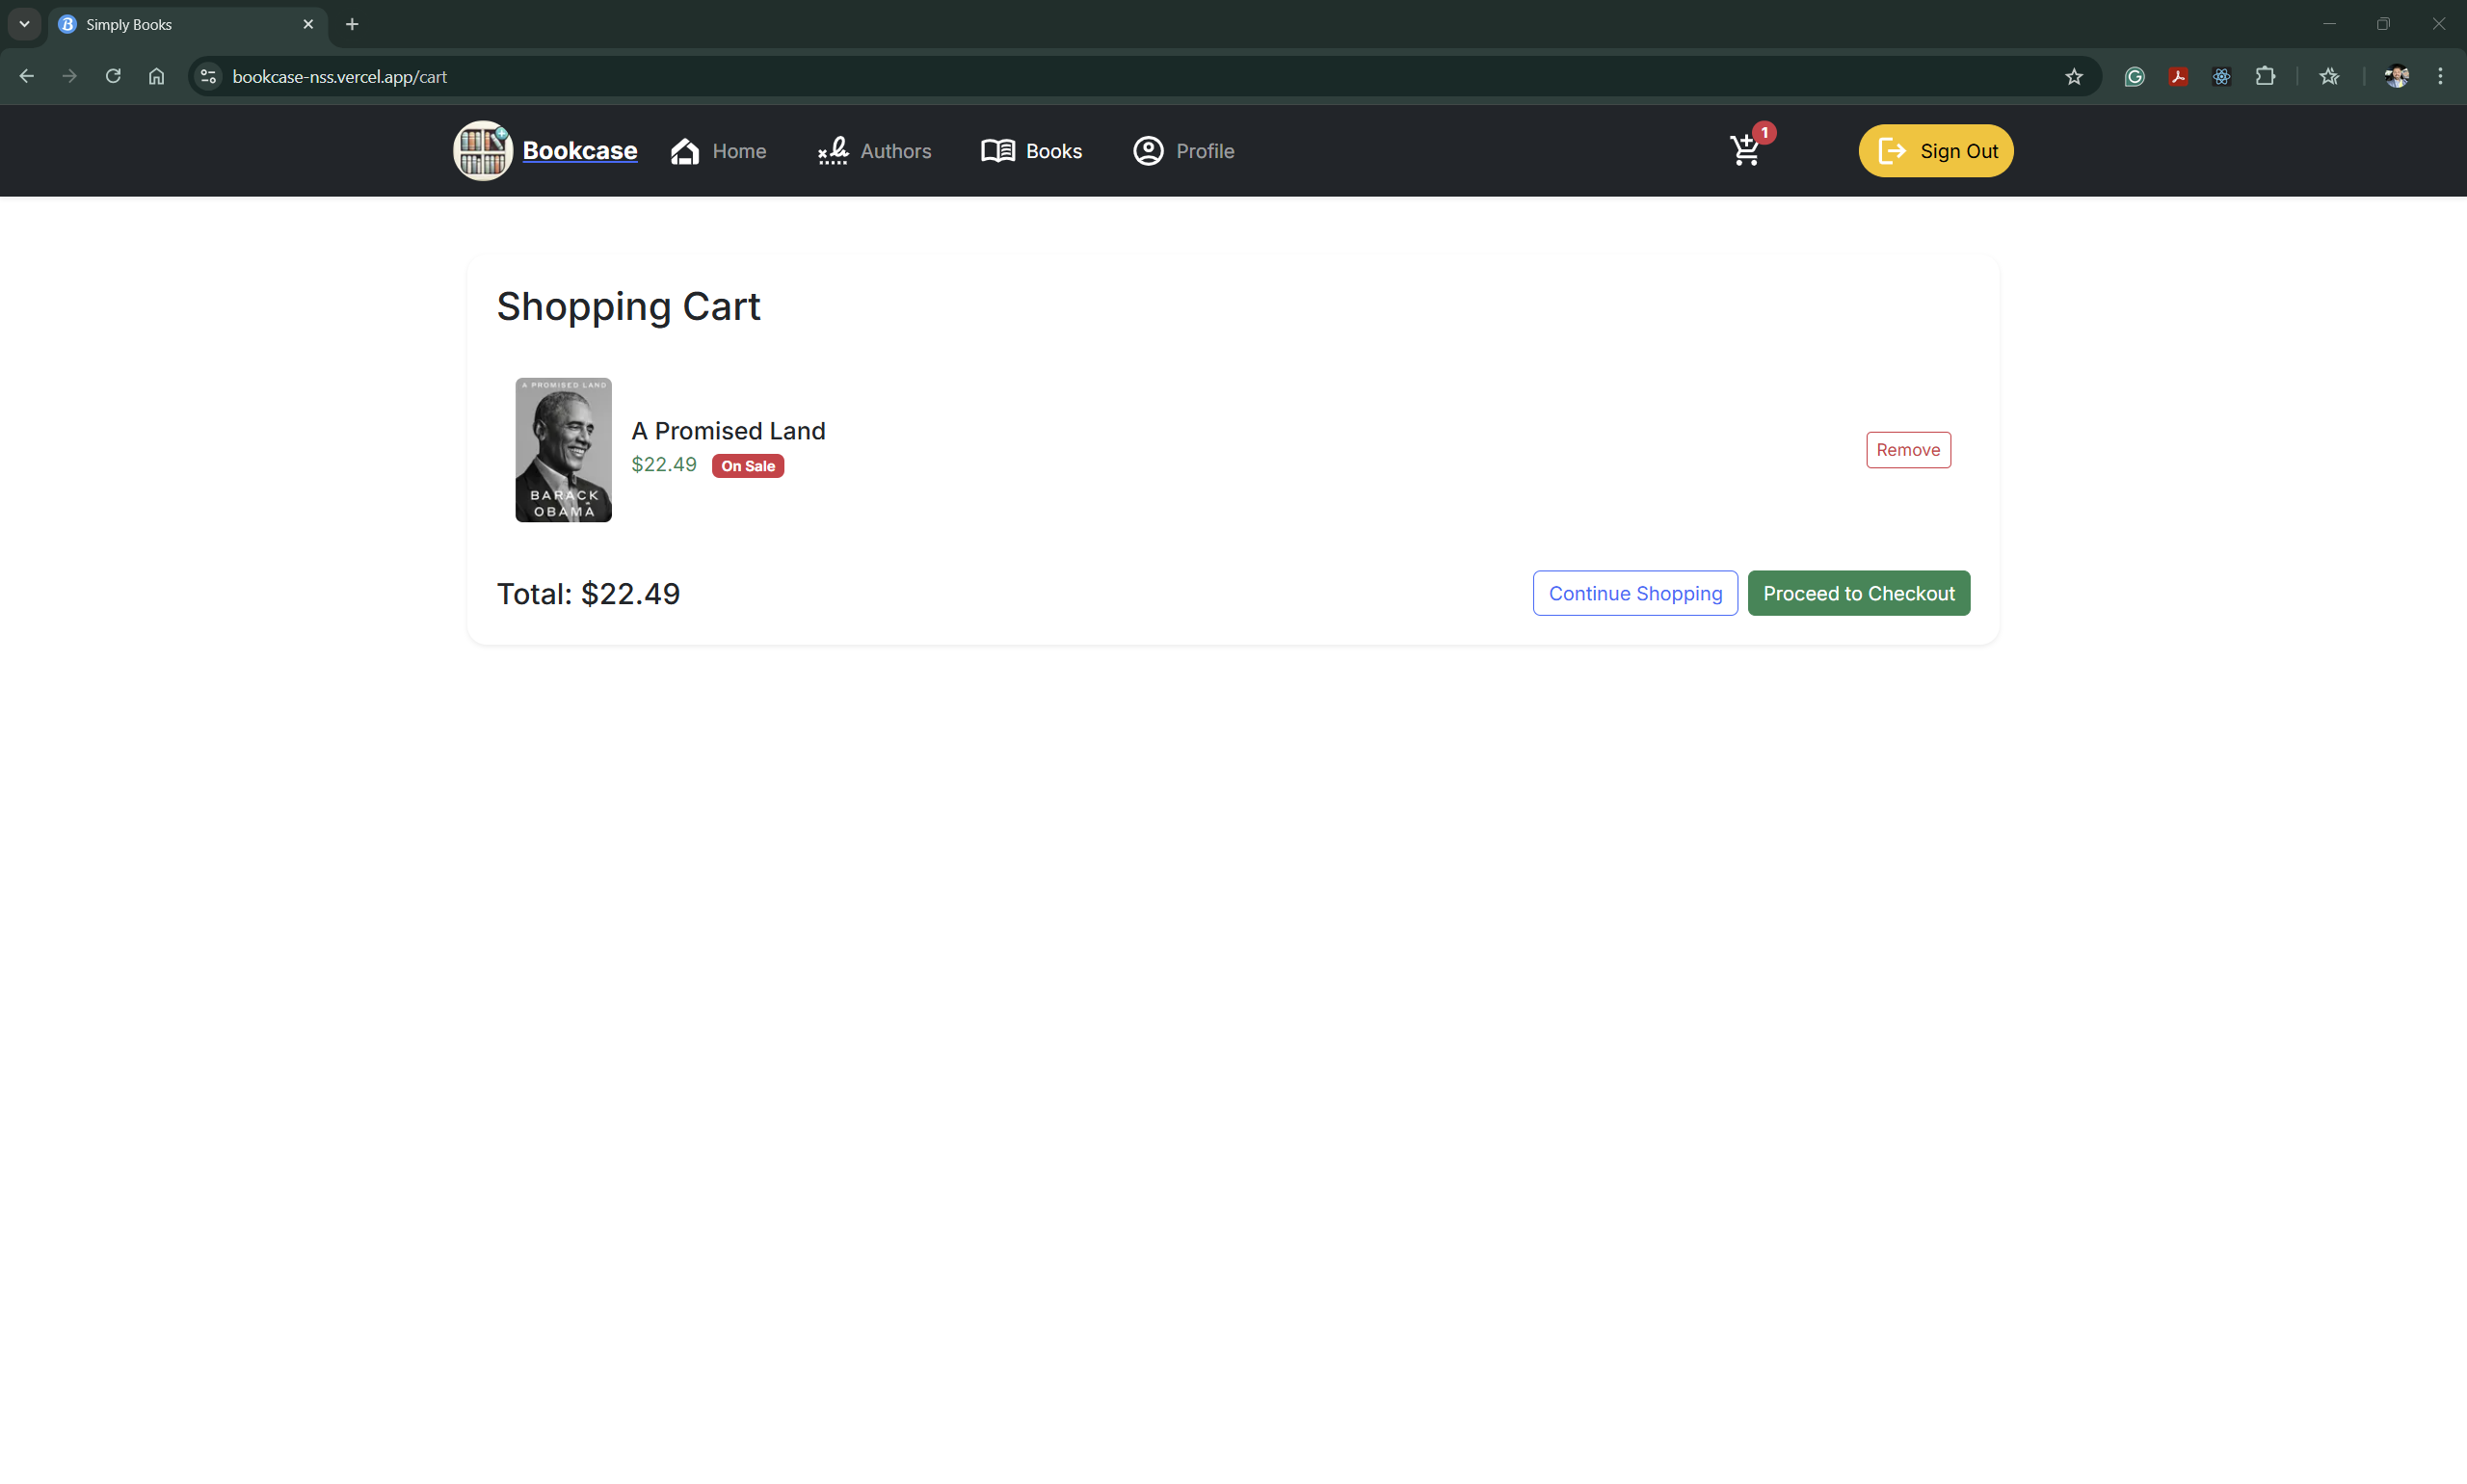 Simply Books
bookcase-nss.vercel.app/cart
Bookcase Home Authors Books Profile 1 Sign Out
Shopping Cart
A PROMISED LAND
BARACK
OBAMA
A Promised Land
$22.49 On Sale
Remove
Total: $22.49 Continue Shopping Proceed to Checkout